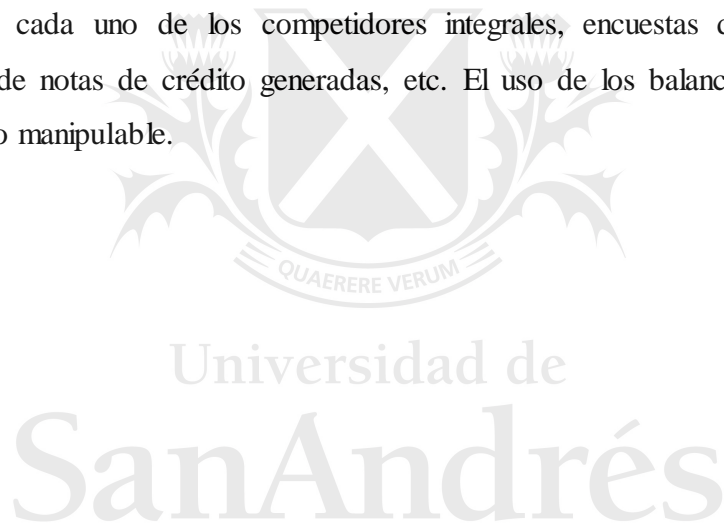 cada uno de los competidores integrales, encuestas
de notas de crédito generadas, etc. El uso de los
manipulable.
QUAERERE VERUM
Universidad de
SanAndrés